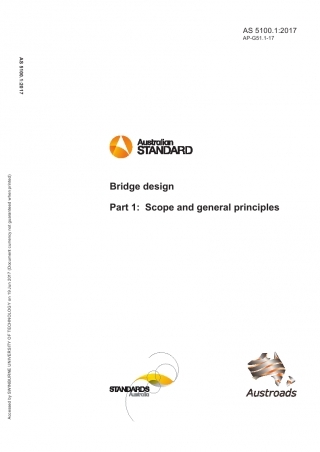 AS 5100.1:2017
AP-G51.1-17
AS 5100.1:2017
Australian
STANDARD
Bridge design
Part 1: Scope and general principles
Accessed by SWINBURNE UNIVERSITY OF TECHNOLOGY on 19 Jun 2017 (Document currency not guaranteed when printed)
STANDARDS
Australia
Austroads